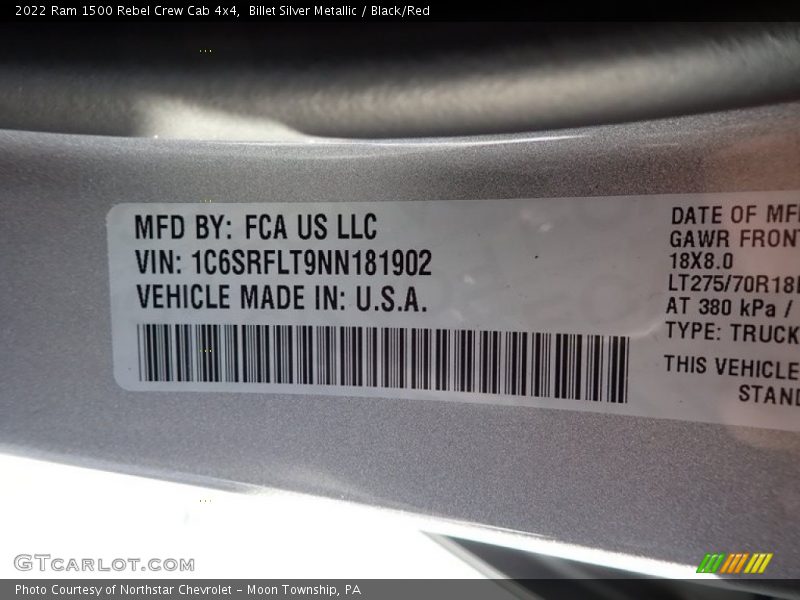 2022 Ram 1500 Rebel Crew Cab 4x4, Billet Silver Metallic / Black/Red
MFD BY: FCA US LLC
VIN: 1C6SRFLT9NN181902
VEHICLE MADE IN: U.S.A.
DATE OF
GAWR FRONT
18X8.0
LT275/70R18
AT 380 kPa /
TYPE: TRUCK
THIS VEHICLE
STAND
GTCARLOT.COM
Photo Courtesy of Northstar Chevrolet – Moon Township, PA